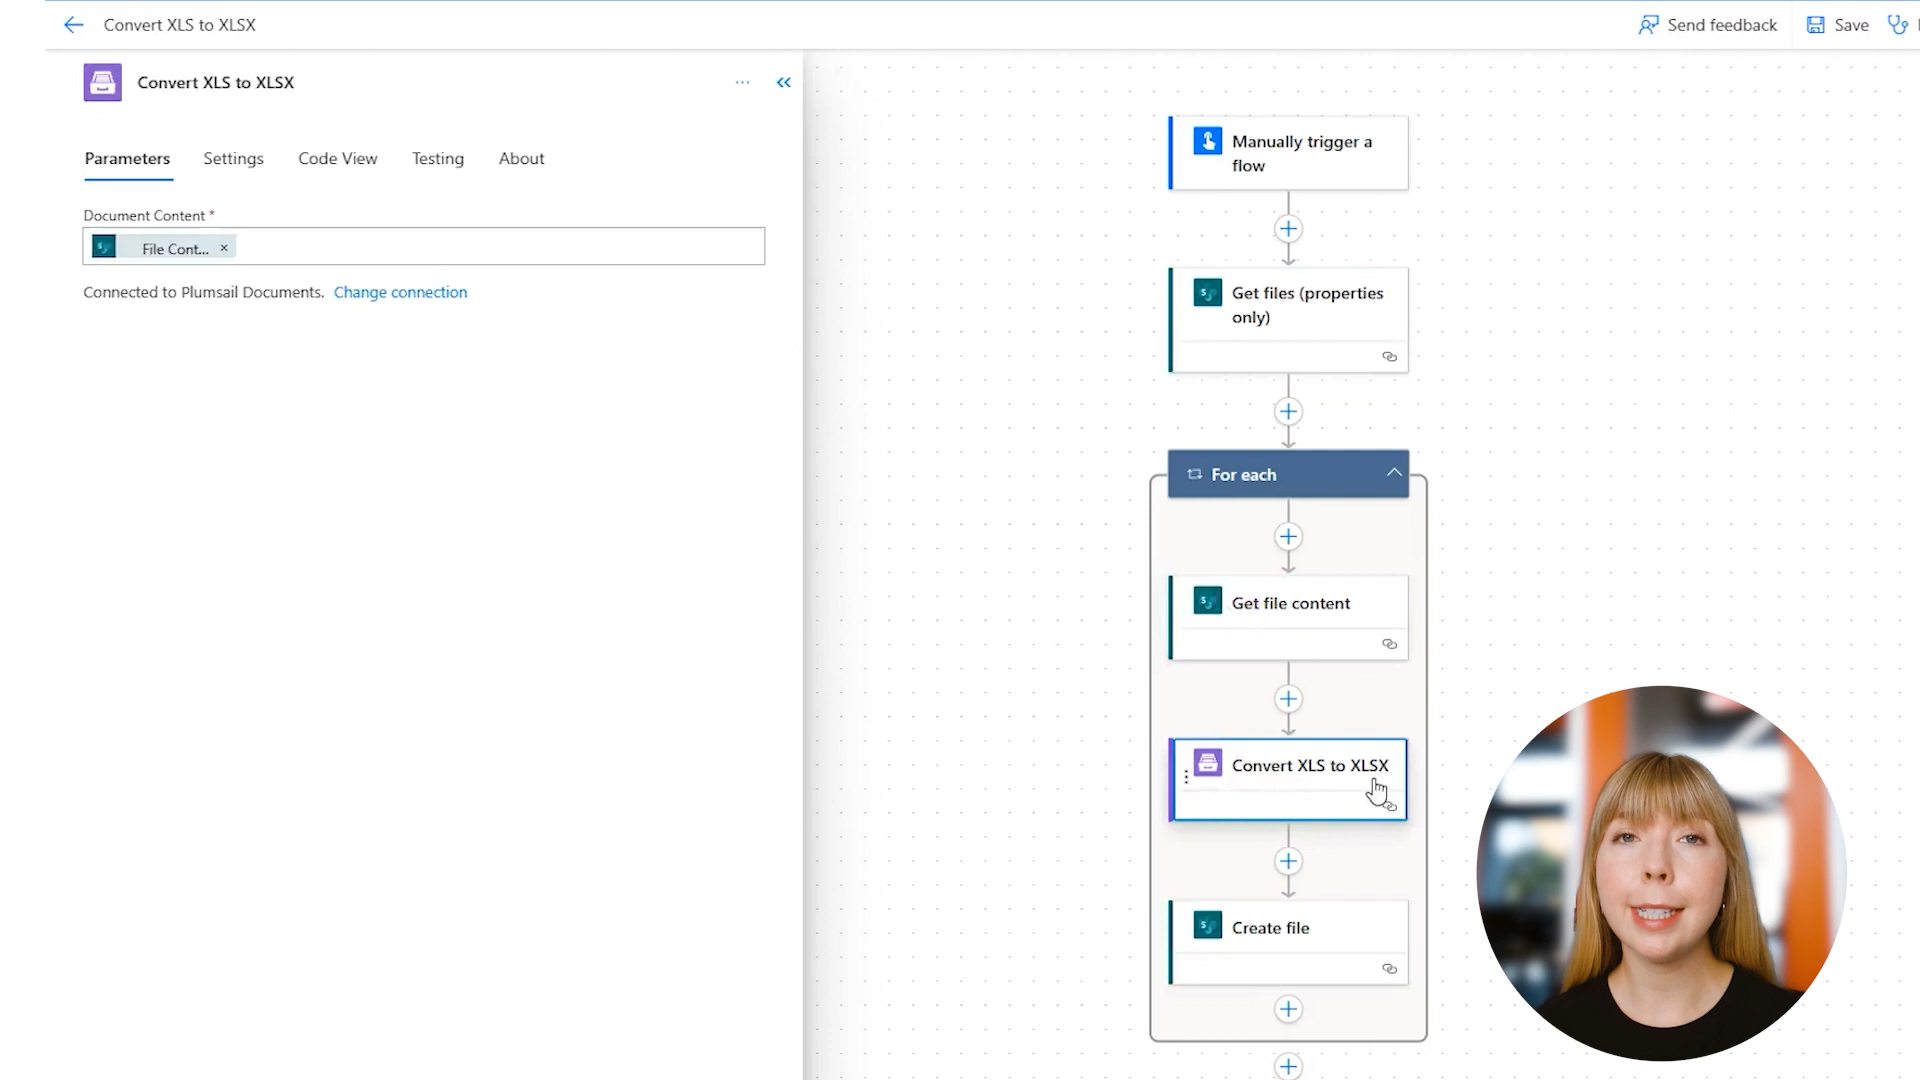 Convert XLS to XLSX
Send feedback
Save
Convert XLS to XLSX
Parameters
Settings
Code View
Testing
About
Document Content *
File Cont...
Connected to Plumsail Documents. Change connection
Manually trigger a
flow
Get files (properties
only)
For each
Get file content
Convert XLS to XLSX
Create file